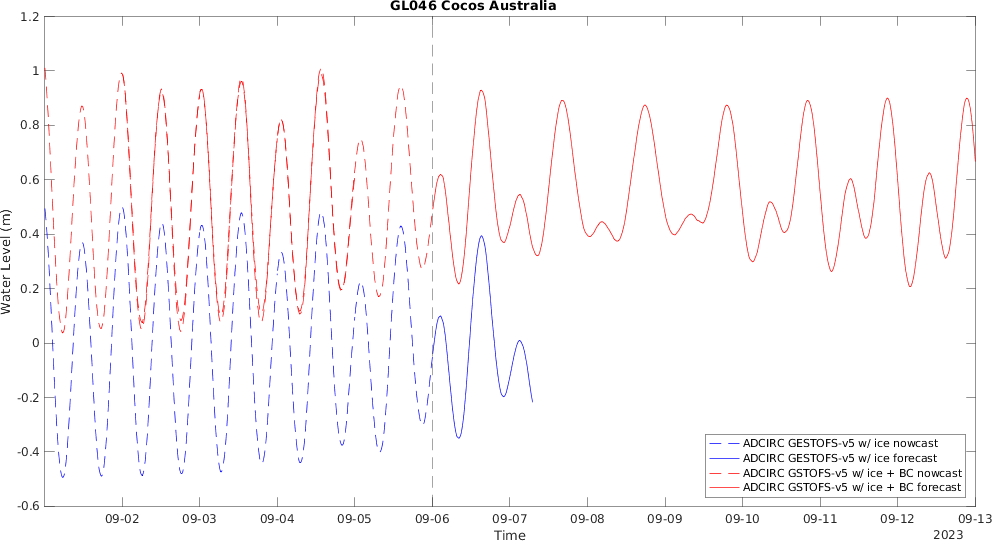 GL046 Cocos Australia
Water Level (m)
1.2
1
0.8
0.6
0.4
0.2
0
-0.2
-0.4
-0.6
09-02 09-03 09-04 09-05 09-06 09-07 09-08 09-09 09-10 09-11 09-12 09-13
Time
2023
ADCIRC GESTOFS-v5 w/ ice nowcast
ADCIRC GESTOFS-v5 w/ ice forecast
ADCIRC GSTOFS-v5 w/ ice + BC nowcast
ADCIRC GSTOFS-v5 w/ ice + BC forecast